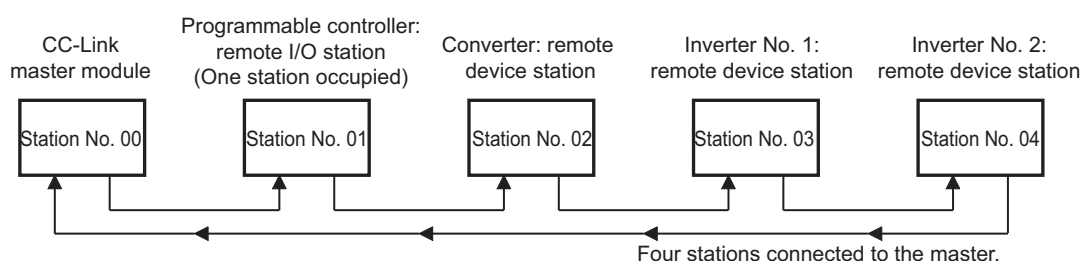 CC-Link
master module
Programmable controller:
remote I/O station
(One station occupied)
Converter: remote
device station
Inverter No. 1:
remote device station
Inverter No. 2:
remote device station
Station No. 00
Station No. 01
Station No. 02
Station No. 03
Station No. 04
Four stations connected to the master.